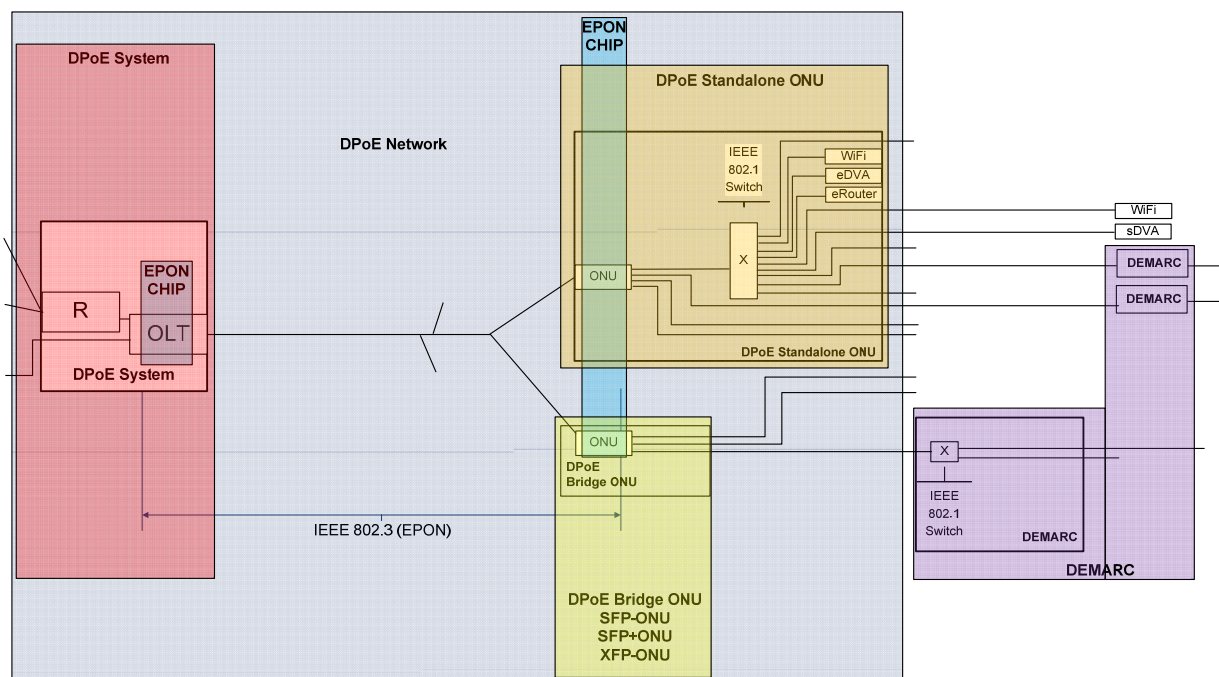 DPoE System
EPON
CHIP
R
OLT
DPoE System
DPoE Network
IEEE 802.3 (EPON)
EPON
CHIP
DPoE Standalone ONU
IEEE
802.1
Switch
WiFi
eDVA
eRouter
X
ONU
DPoE Standalone ONU
ONU
DPoE
Bridge ONU
DPoE Bridge ONU
SFP-ONU
SFP+ONU
XFP-ONU
WiFi
sDVA
DEMARC
DEMARC
X
IEEE
802.1
Switch
DEMARC
DEMARC